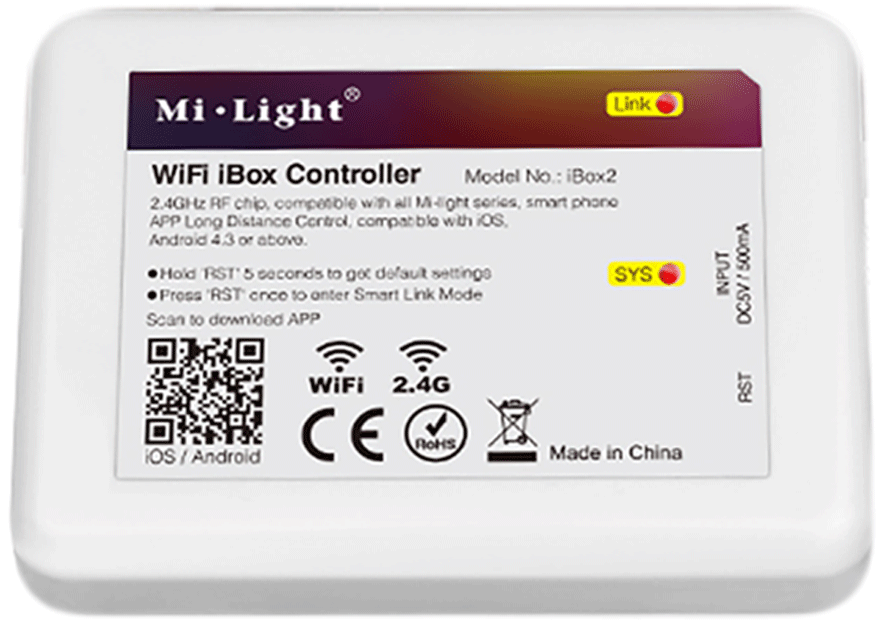 Mi·Light®
Link
WiFi iBox Controller Model No.: iBox2
2.4GHz RF chip, compatible with all Mi-light series, smart phone
APP Long Distance Control, compatible with iOS,
Android 4.3 or above.
●Hold 'RST' 5 seconds to get default settings
●Press 'RST' once to enter Smart Link Mode
SYS
INPUT
DC5V / 500mA
Scan to download APP
WiFi 2.4G
RST
CE RoHS
iOS / Android
Made in China